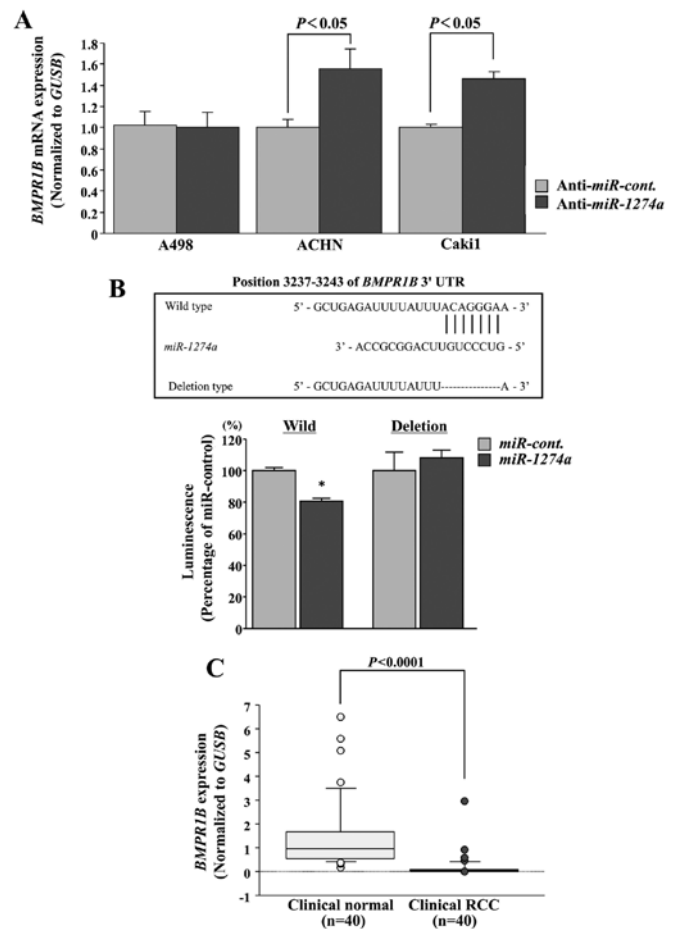 A
P<0.05
P<0.05
BMPR1B mRNA expression
(Normalized to GUSB)
1.8
1.6
1.4
1.2
1.0
0.8
0.6
0.4
0.2
0
A498
ACHN
Caki1
Anti-miR-cont.
Anti-miR-1274a
B
Position 3237-3243 of BMPR1B 3' UTR
Wild type 5' - GCUGAGAUUUUAUUUACAGGGAA - 3'
miR-1274a 3' - ACCGCGGACUUGUCCCUG - 5'
Deletion type 5' - GCUGAGAUUUUAUUU---------------A - 3'
(%)
Wild
Deletion
miR-cont.
miR-1274a
Luminescence
(Percentage of miR-control)
120
100
80
60
40
20
0
*
C
P<0.0001
BMPR1B expression
(Normalized to GUSB)
7
6
5
4
3
2
1
0
-1
Clinical normal Clinical RCC
(n=40) (n=40)